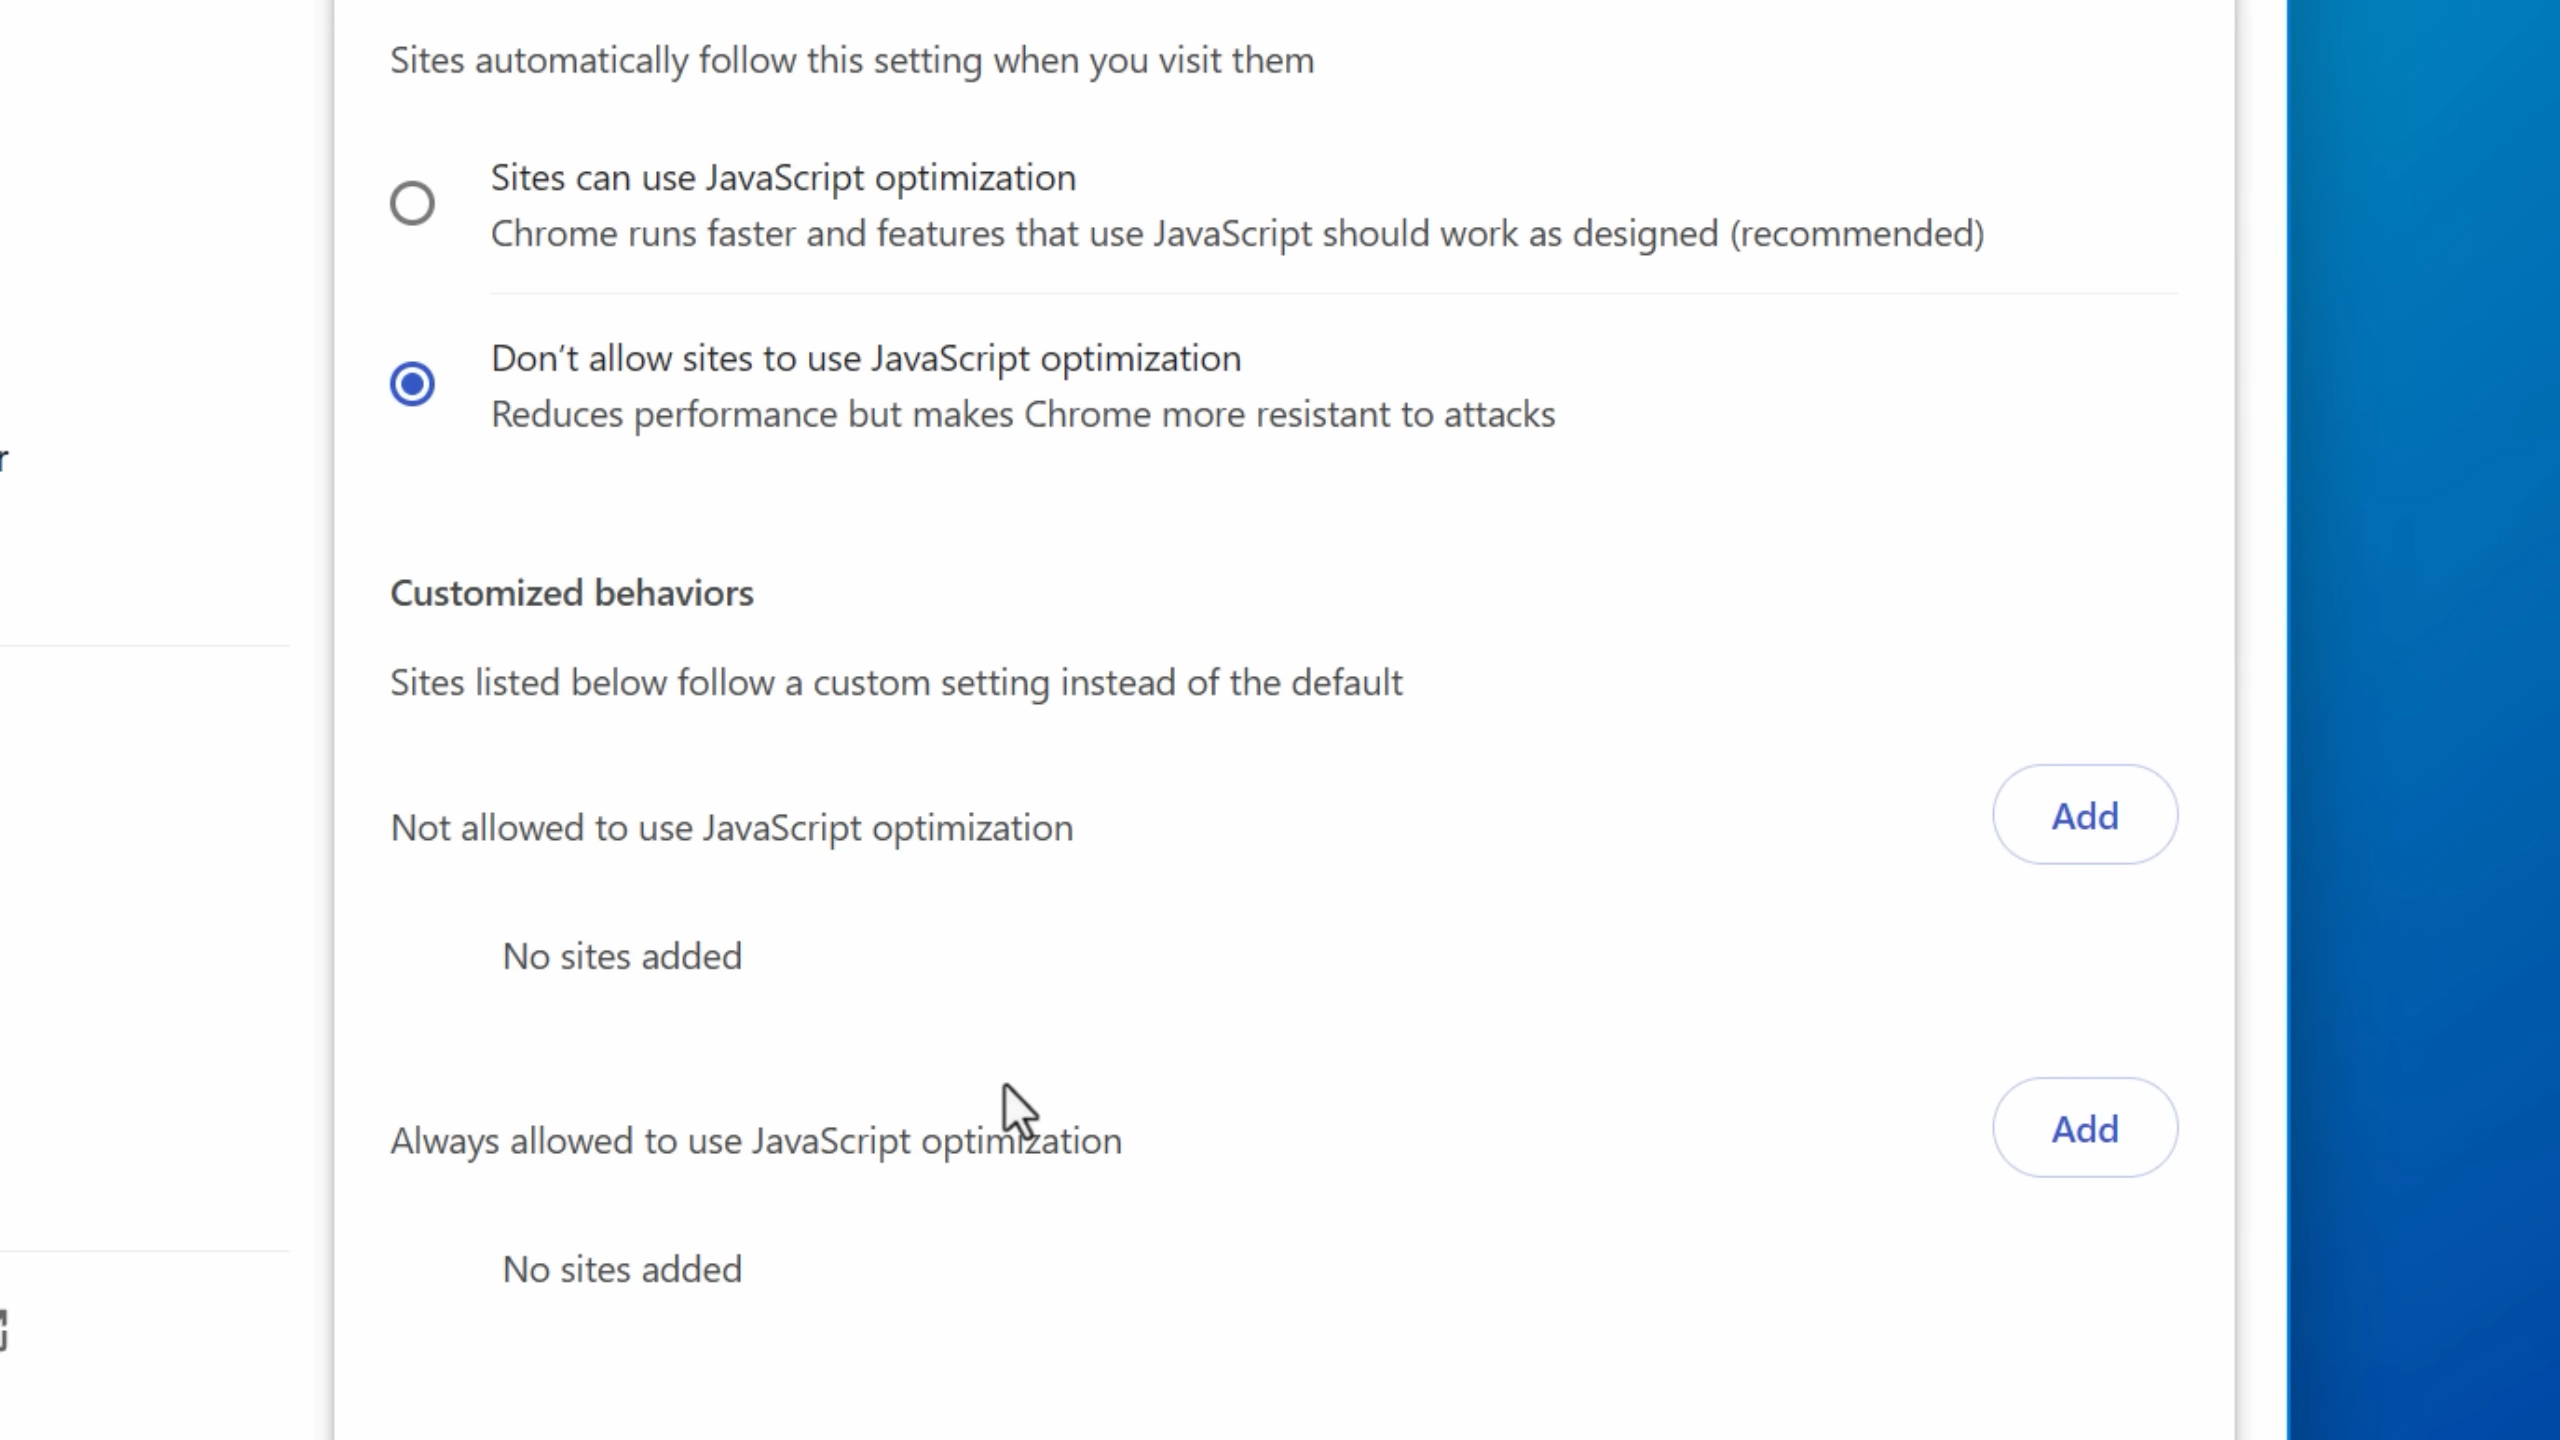 Sites automatically follow this setting when you visit them
Sites can use JavaScript optimization
Chrome runs faster and features that use JavaScript should work as designed (recommended)
Don’t allow sites to use JavaScript optimization
Reduces performance but makes Chrome more resistant to attacks
r
Customized behaviors
Sites listed below follow a custom setting instead of the default
Not allowed to use JavaScript optimization
Add
No sites added
Always allowed to use JavaScript optimization
Add
No sites added